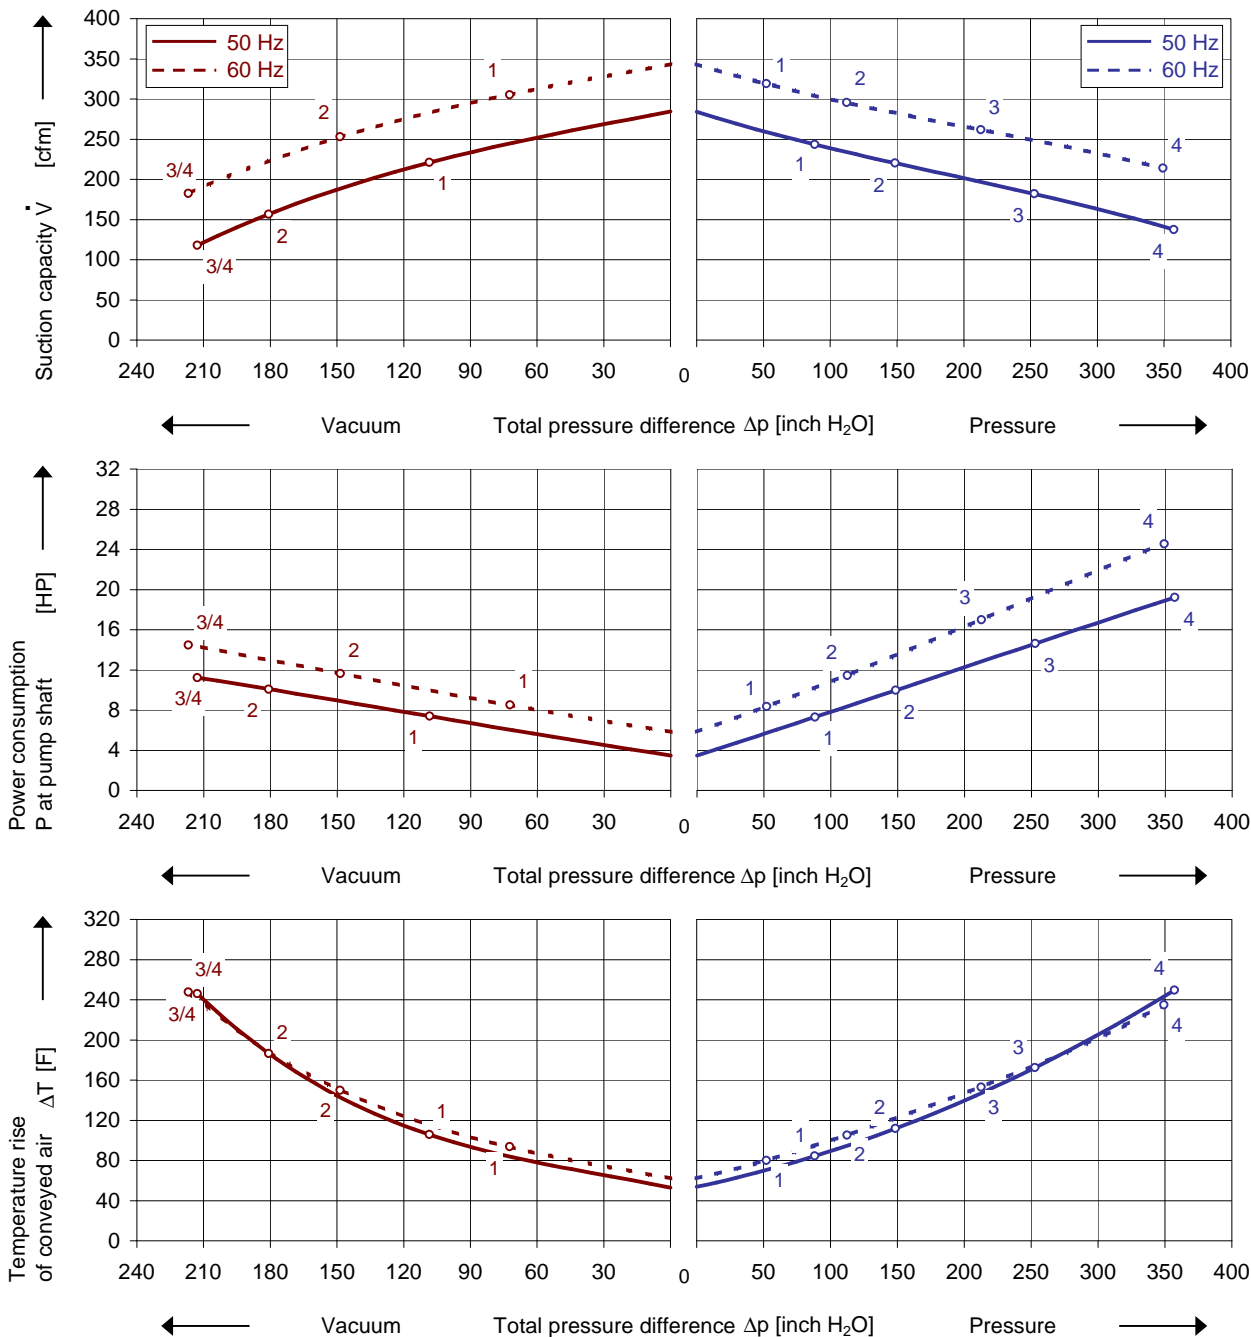 400
350
300
250
200
150
100
50
0
Suction capacity V̇ [cfm]
50 Hz
60 Hz
50 Hz
60 Hz
3/4 2 1
3/4 2 1
1 2 3 4
1 2 3 4
240 210 180 150 120 90 60 30 0 50 100 150 200 250 300 350 400
Vacuum Total pressure difference Δp [inch H₂O] Pressure
32
28
24
20
16
12
8
4
0
Power consumption
P at pump shaft [HP]
3/4 2 1
3/4 2 1
1 2 3 4
1 2 3 4
240 210 180 150 120 90 60 30 0 50 100 150 200 250 300 350 400
Vacuum Total pressure difference Δp [inch H₂O] Pressure
320
280
240
200
160
120
80
40
0
Temperature rise
of conveyed air ΔT [F]
3/4 2 1
3/4 2 1
1 2 3 4
1 2 3 4
240 210 180 150 120 90 60 30 0 50 100 150 200 250 300 350 400
Vacuum Total pressure difference Δp [inch H₂O] Pressure